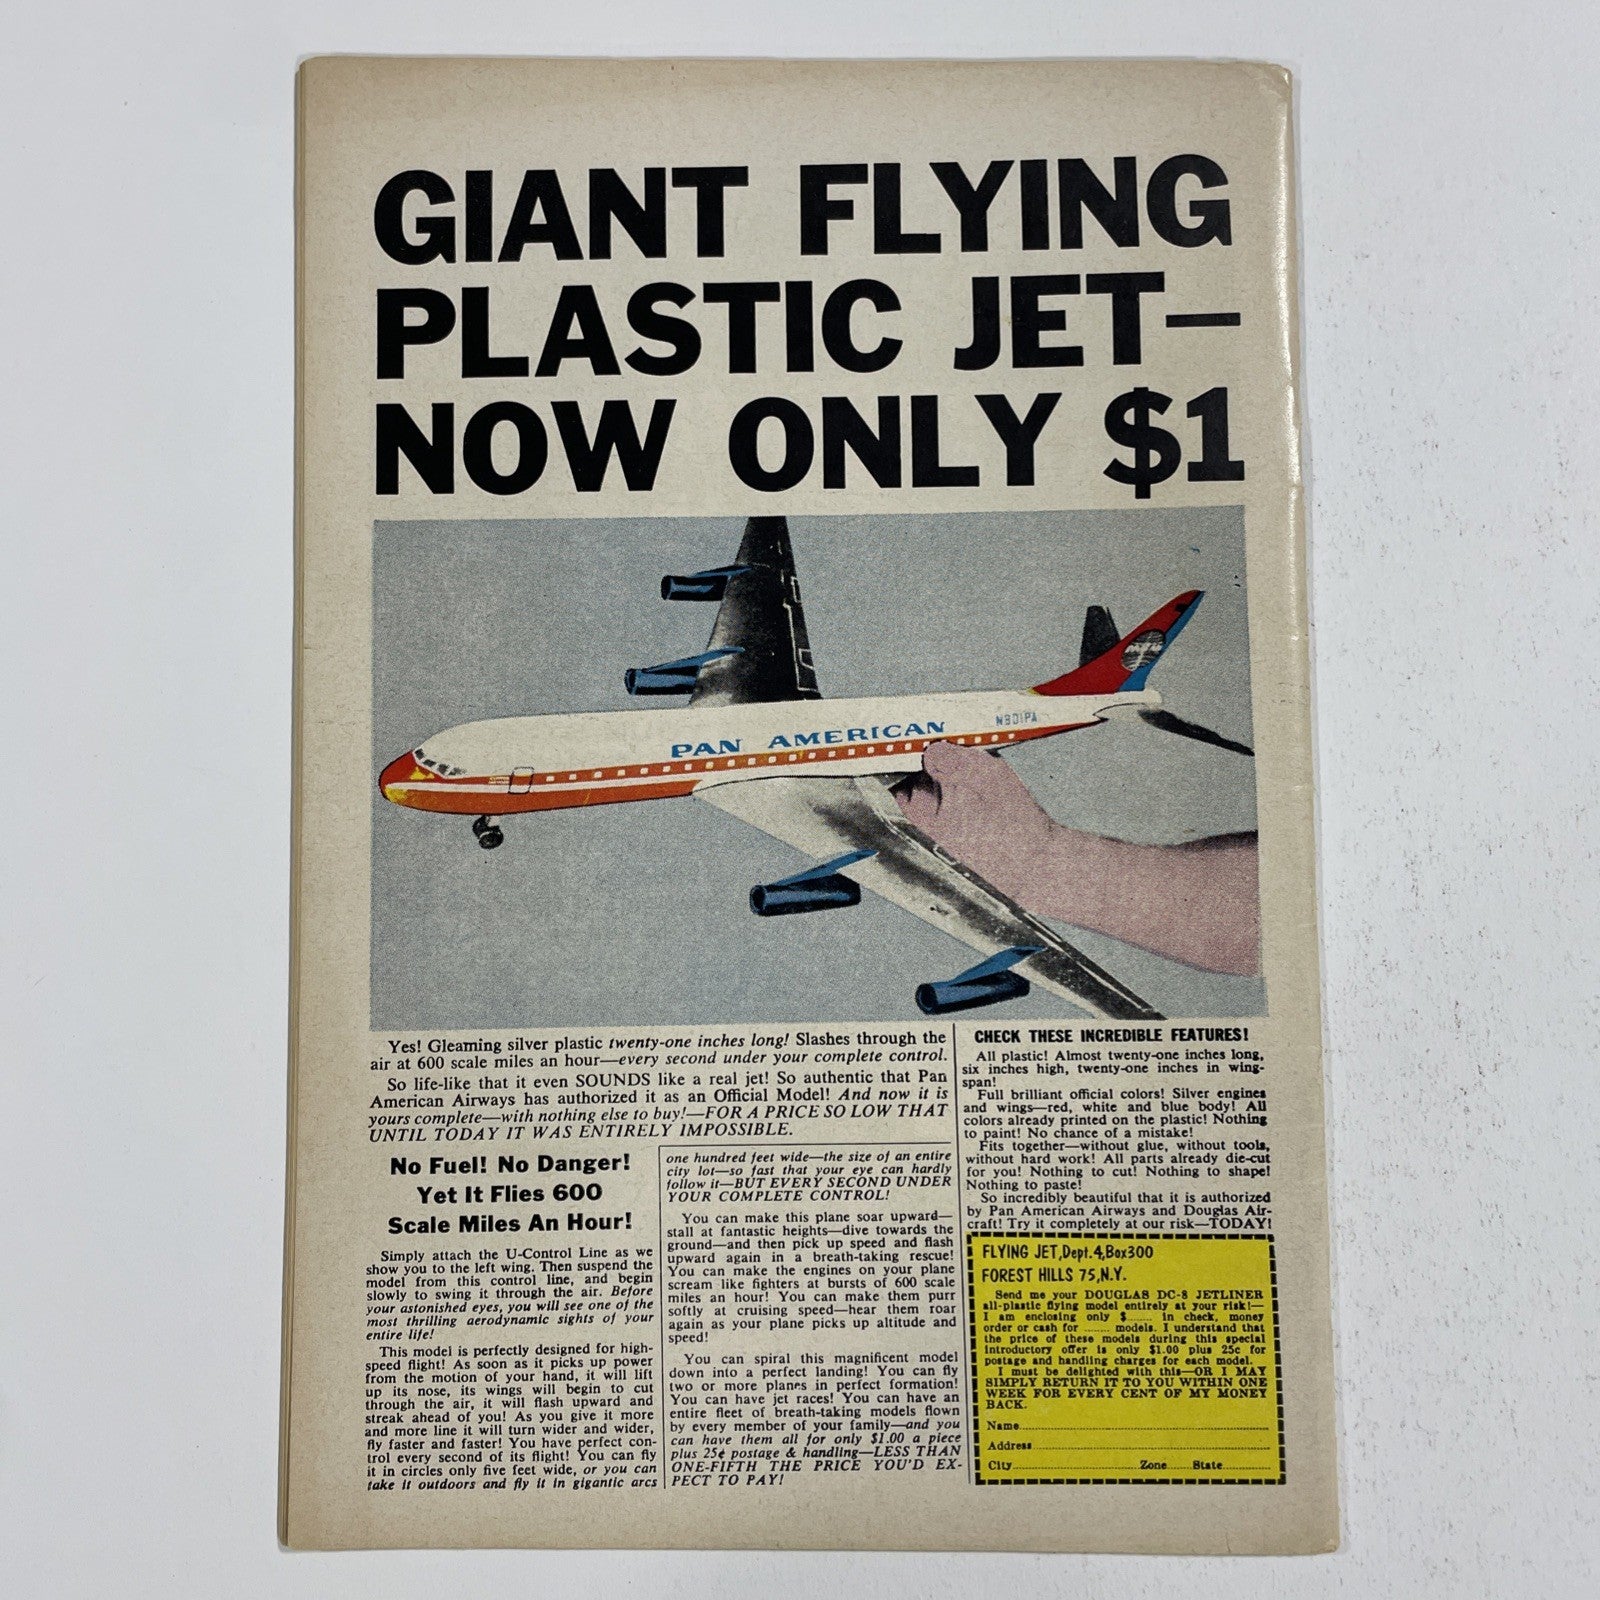 GIANT FLYING
PLASTIC JET—
NOW ONLY $1
PAN AM
PAN AMERICAN
N801PA
Yes! Gleaming silver plastic twenty-one inches long! Slashes through the
air at 600 scale miles an hour—every second under your complete control.
So life-like that it even SOUNDS like a real jet! So authentic that Pan
American Airways has authorized it as an Official Model! And now it is
yours complete—with nothing else to buy!—FOR A PRICE SO LOW THAT
UNTIL TODAY IT WAS ENTIRELY IMPOSSIBLE.
No Fuel! No Danger!
Yet It Flies 600
Scale Miles An Hour!
Simply attach the U-Control Line as we
show you to the left wing. Then suspend the
model from this control line, and begin
slowly to swing it through the air. Before
your astonished eyes, you will see one of the
most thrilling aerodynamic sights of your
entire life!
This model is perfectly designed for high-
speed flight! As soon as it picks up power
from the motion of your hand, it will lift
up its nose, its wings will begin to cut
through the air, it will flash upward and
streak ahead of you! As you give it more
and more line it will turn wider and wider,
fly faster and faster! You have perfect con-
trol every second of its flight! You can fly
it in circles only five feet wide, or you can
take it outdoors and fly it in gigantic arcs
one hundred feet wide—the size of an entire
city lot—so fast that your eye can hardly
follow it—BUT EVERY SECOND UNDER
YOUR COMPLETE CONTROL!
You can make this plane soar upward—
stall at fantastic heights—dive towards the
ground—and then pick up speed and flash
upward again in a breath-taking rescue!
You can make the engines on your plane
scream like fighters at bursts of 600 scale
miles an hour! You can make them purr
softly at cruising speed—hear them roar
again as your plane picks up altitude and
speed!
You can spiral this magnificent model
down into a perfect landing! You can fly
two or more planes in perfect formation!
You can have jet races! You can have an
entire fleet of breath-taking models flown
by every member of your family—and you
can have them all for only $1.00 a piece
plus 25¢ postage & handling—LESS THAN
ONE-FIFTH THE PRICE YOU'D EX-
PECT TO PAY!
CHECK THESE INCREDIBLE FEATURES!
All plastic! Almost twenty-one inches long,
six inches high, twenty-one inches in wing-
span!
Full brilliant official colors! Silver engines
and wings—red, white and blue body! All
colors already printed on the plastic! Nothing
to paint! No chance of a mistake!
Fits together—without glue, without tools,
without hard work! All parts already die-cut
for you! Nothing to cut! Nothing to shape!
Nothing to paste!
So incredibly beautiful that it is authorized
by Pan American Airways and Douglas Air-
craft! Try it completely at our risk—TODAY!
FLYING JET, Dept. 4, Box 300
FOREST HILLS 75, N.Y.
Send me your DOUGLAS DC-8 JETLINER
all-plastic flying model entirely at your risk!—
I am enclosing only $........ in check, money
order or cash for ........ models. I understand that
the price of these models during this special
introductory offer is only $1.00 plus 25c for
postage and handling charges for each model.
I must be delighted with this—OR I MAY
SIMPLY RETURN IT TO YOU WITHIN ONE
WEEK FOR EVERY CENT OF MY MONEY
BACK.
Name
Address
City Zone State